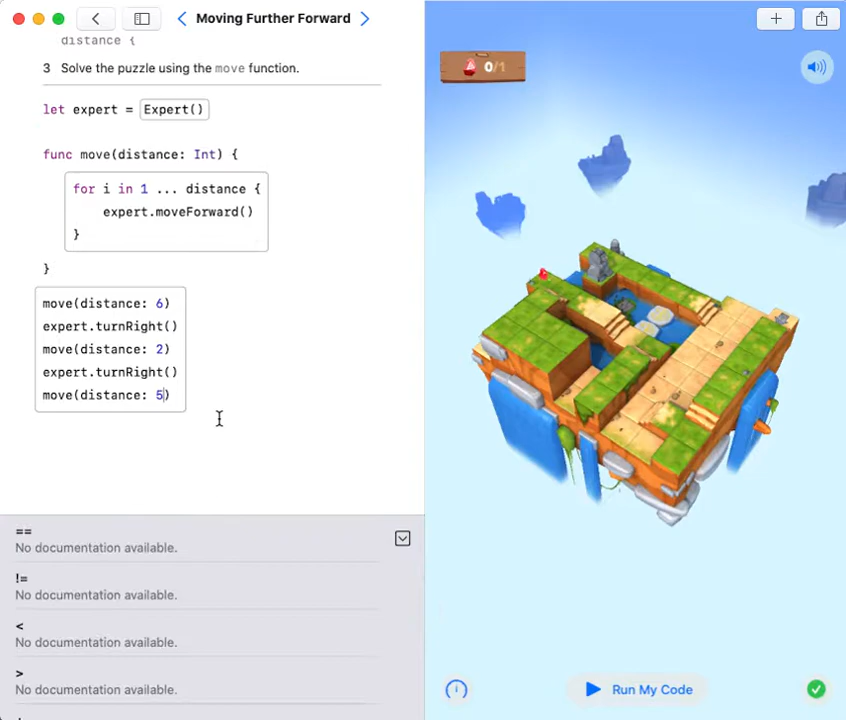 Moving Further Forward
distance {
3 Solve the puzzle using the move function.
let expert = Expert()
func move(distance: Int) {
for i in 1 ... distance {
expert.moveForward()
}
}
move(distance: 6)
expert.turnRight()
move(distance: 2)
expert.turnRight()
move(distance: 5)
==
No documentation available.
!=
No documentation available.
<
No documentation available.
>
No documentation available.
0/1
Run My Code